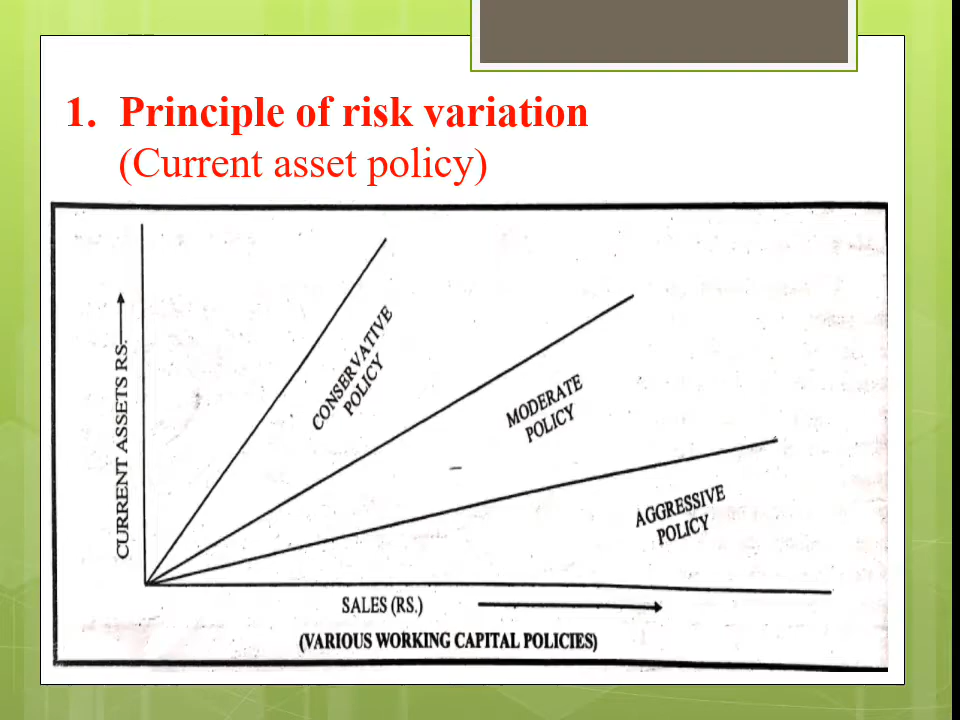 1. Principle of risk variation
(Current asset policy)
CURRENT ASSETS RS.
CONSERVATIVE
POLICY
MODERATE
POLICY
AGGRESSIVE
POLICY
SALES (RS.)
(VARIOUS WORKING CAPITAL POLICIES)